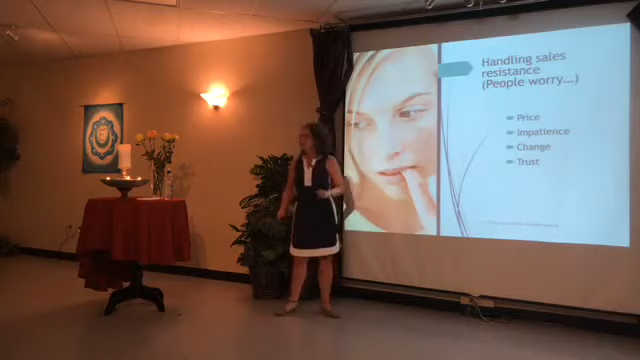 Handling sales
resistance
(People worry...)
Price
Impatience
Change
Trust